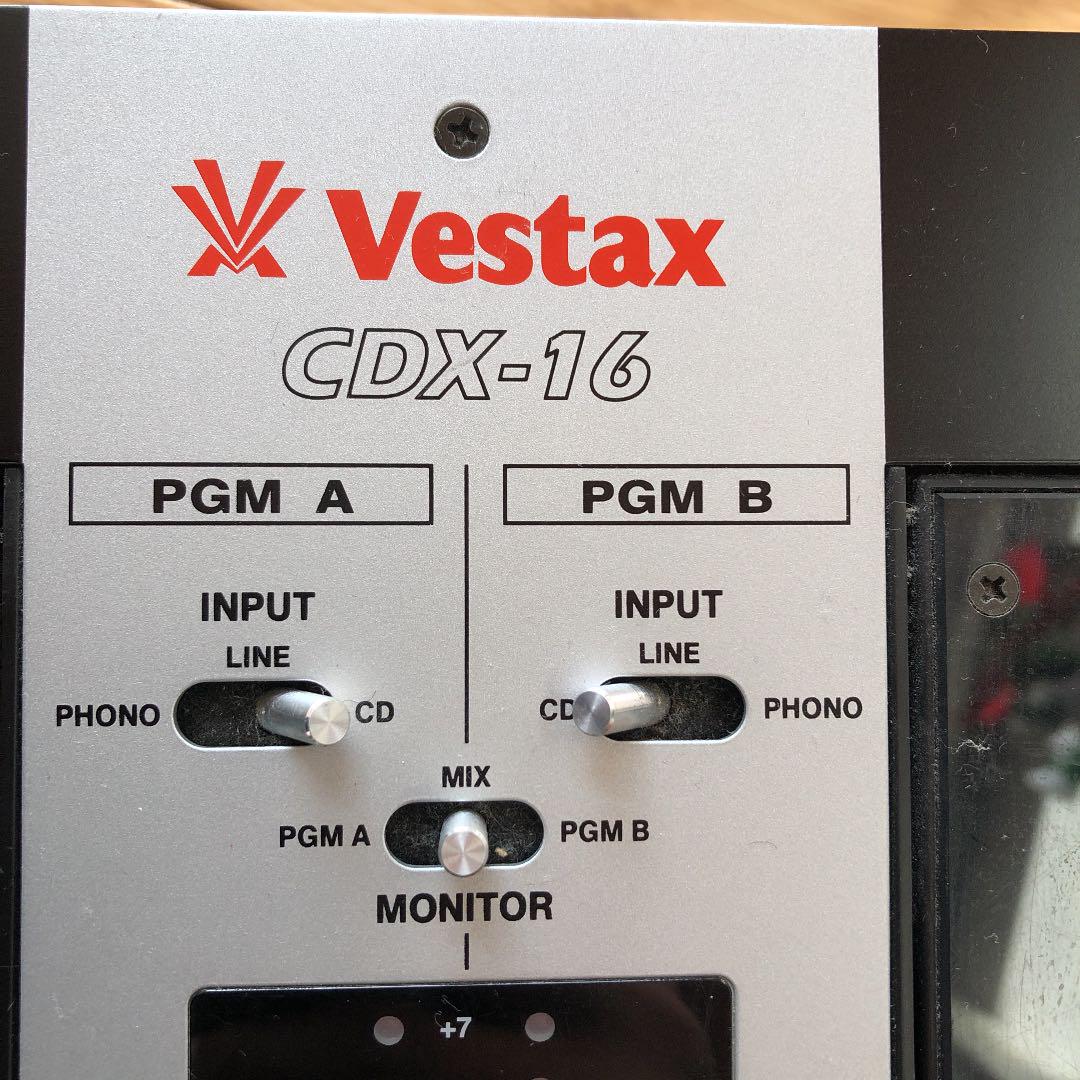 Vestax
CDX-16
PGM A
PGM B
INPUT
LINE
PHONO
CD
INPUT
LINE
CD
PHONO
MIX
PGM A
PGM B
MONITOR
+7